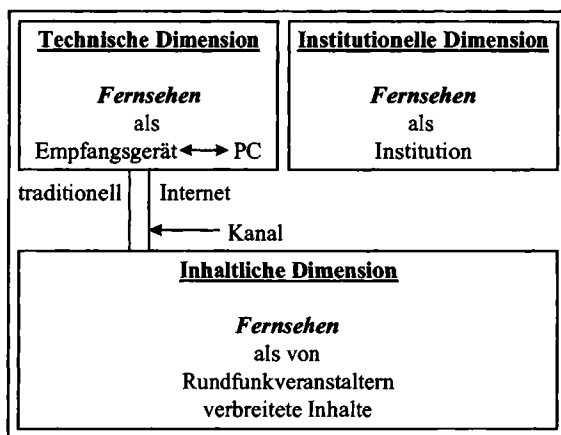 Technische Dimension
Fernsehen
als
Empfangsgerät PC
Institutionelle Dimension
Fernsehen
als
Institution
traditionell Internet
Kanal
Inhaltliche Dimension
Fernsehen
als von
Rundfunkveranstaltern
verbreitete Inhalte